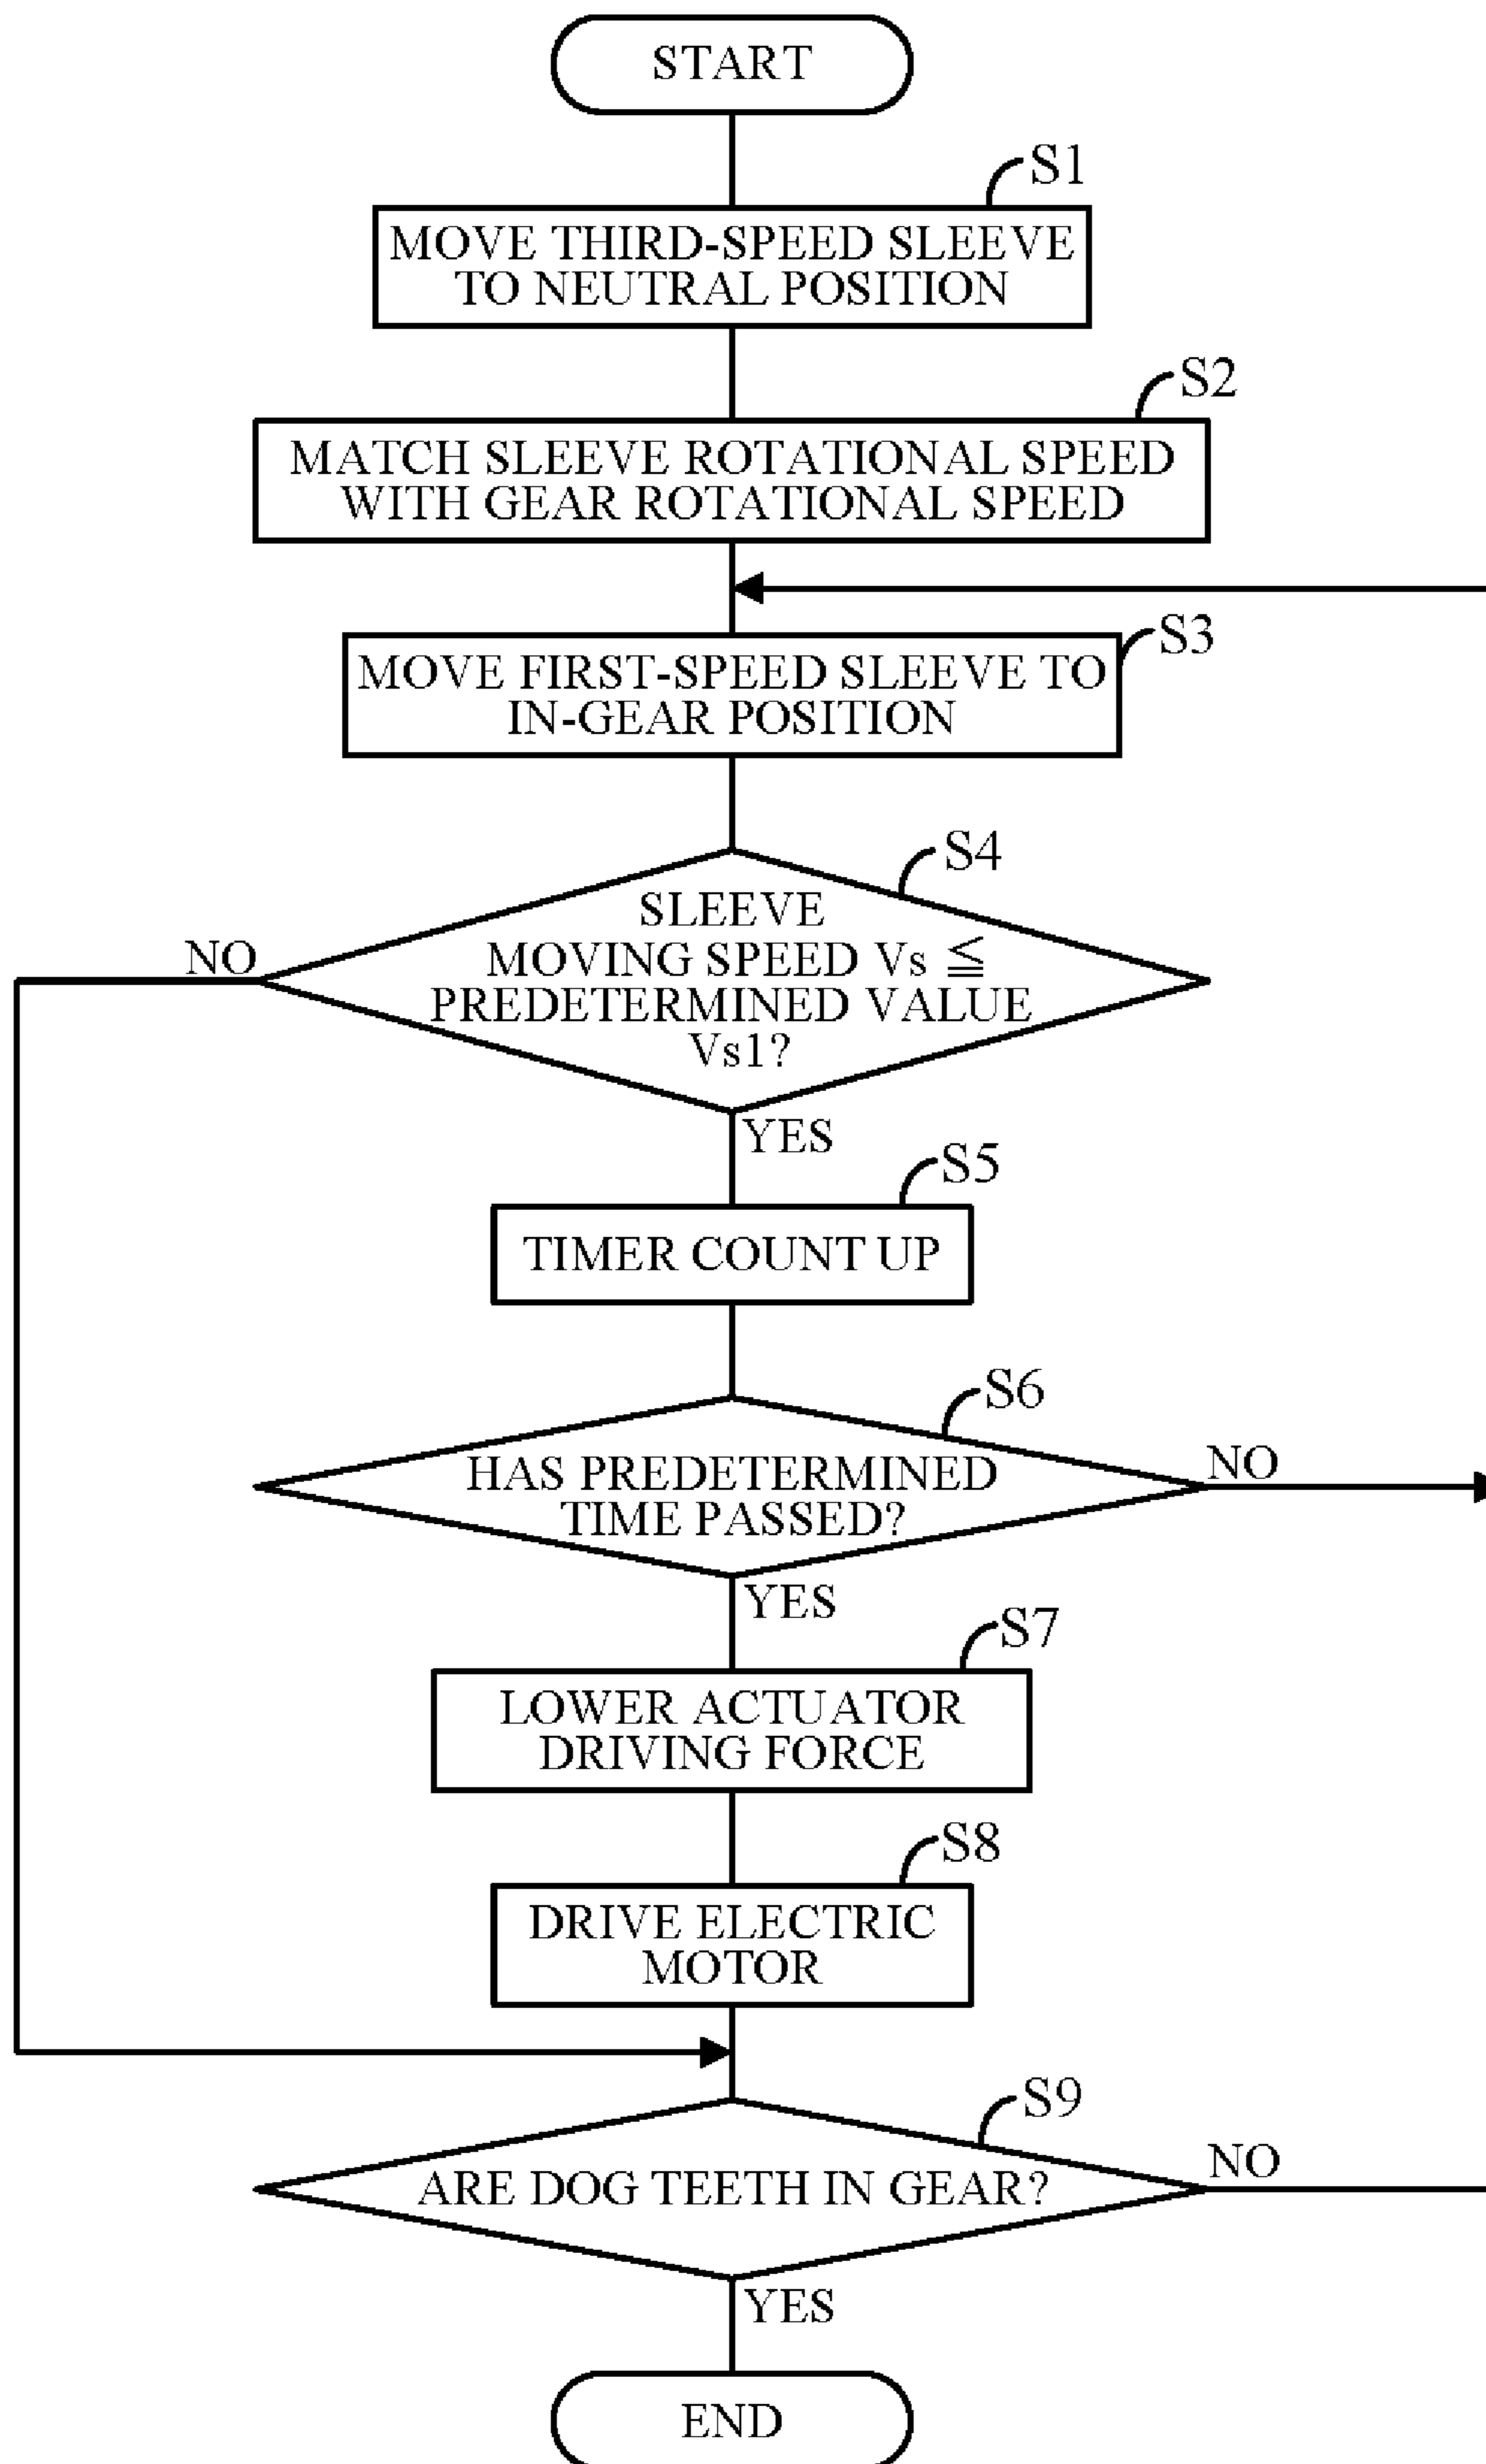 START
S1
MOVE THIRD-SPEED SLEEVE
TO NEUTRAL POSITION
S2
MATCH SLEEVE ROTATIONAL SPEED
WITH GEAR ROTATIONAL SPEED
S3
MOVE FIRST-SPEED SLEEVE TO
IN-GEAR POSITION
S4
SLEEVE
MOVING SPEED Vs ≦
PREDETERMINED VALUE
Vs1?
NO
YES
S5
TIMER COUNT UP
S6
HAS PREDETERMINED
TIME PASSED?
NO
YES
S7
LOWER ACTUATOR
DRIVING FORCE
S8
DRIVE ELECTRIC
MOTOR
S9
ARE DOG TEETH IN GEAR?
NO
YES
END